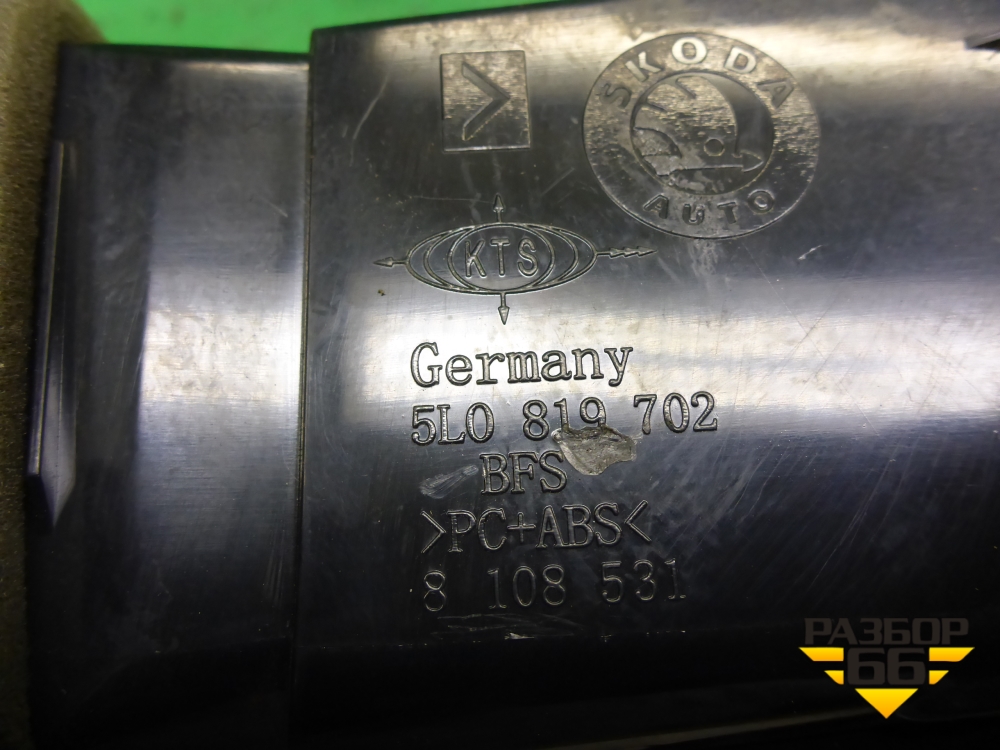 SKODA
AUTO
KTS
Germany
5L0 819 702
BFS
>PC+ABS<
8 108 531
РАЗБОР
66